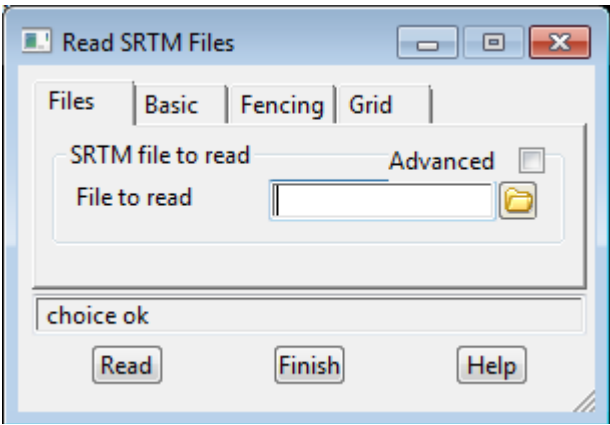 Read SRTM Files
Files Basic Fencing Grid
SRTM file to read Advanced
File to read
choice ok
Read Finish Help